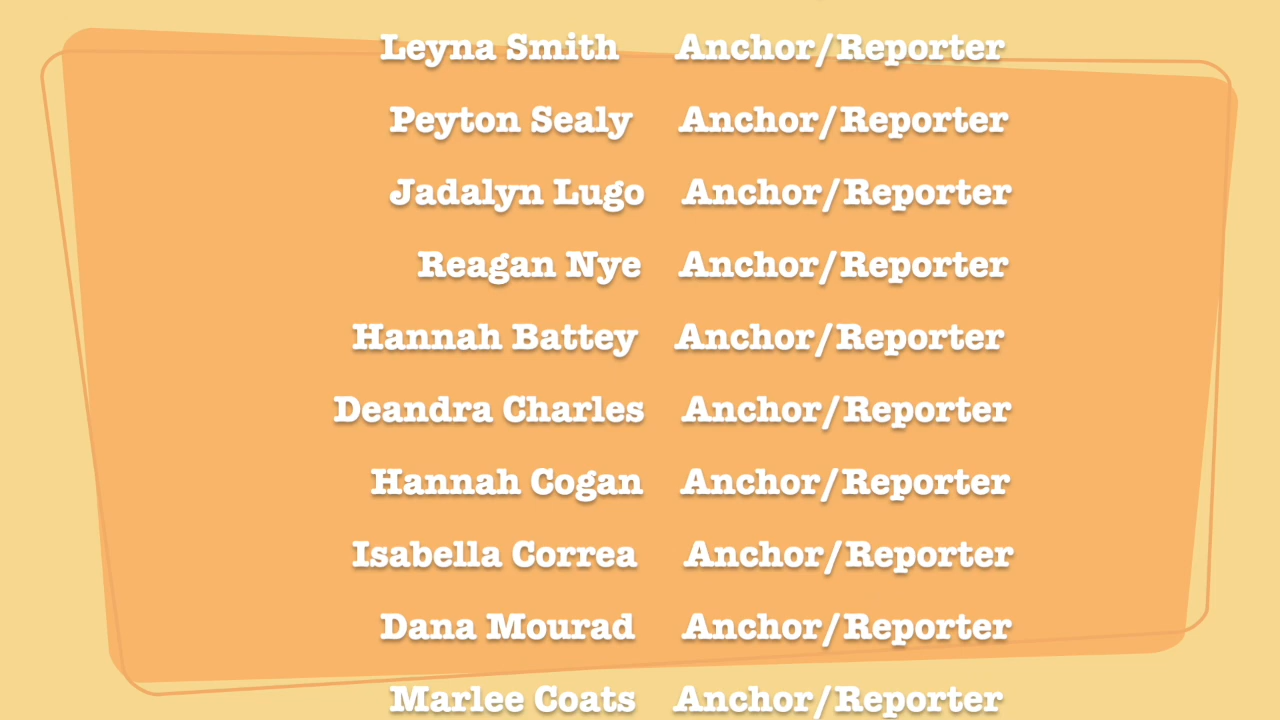 Leyna Smith Anchor/Reporter
Peyton Sealy Anchor/Reporter
Jadalyn Lugo Anchor/Reporter
Reagan Nye Anchor/Reporter
Hannah Battey Anchor/Reporter
Deandra Charles Anchor/Reporter
Hannah Cogan Anchor/Reporter
Isabella Correa Anchor/Reporter
Dana Mourad Anchor/Reporter
Marlee Coats Anchor/Reporter